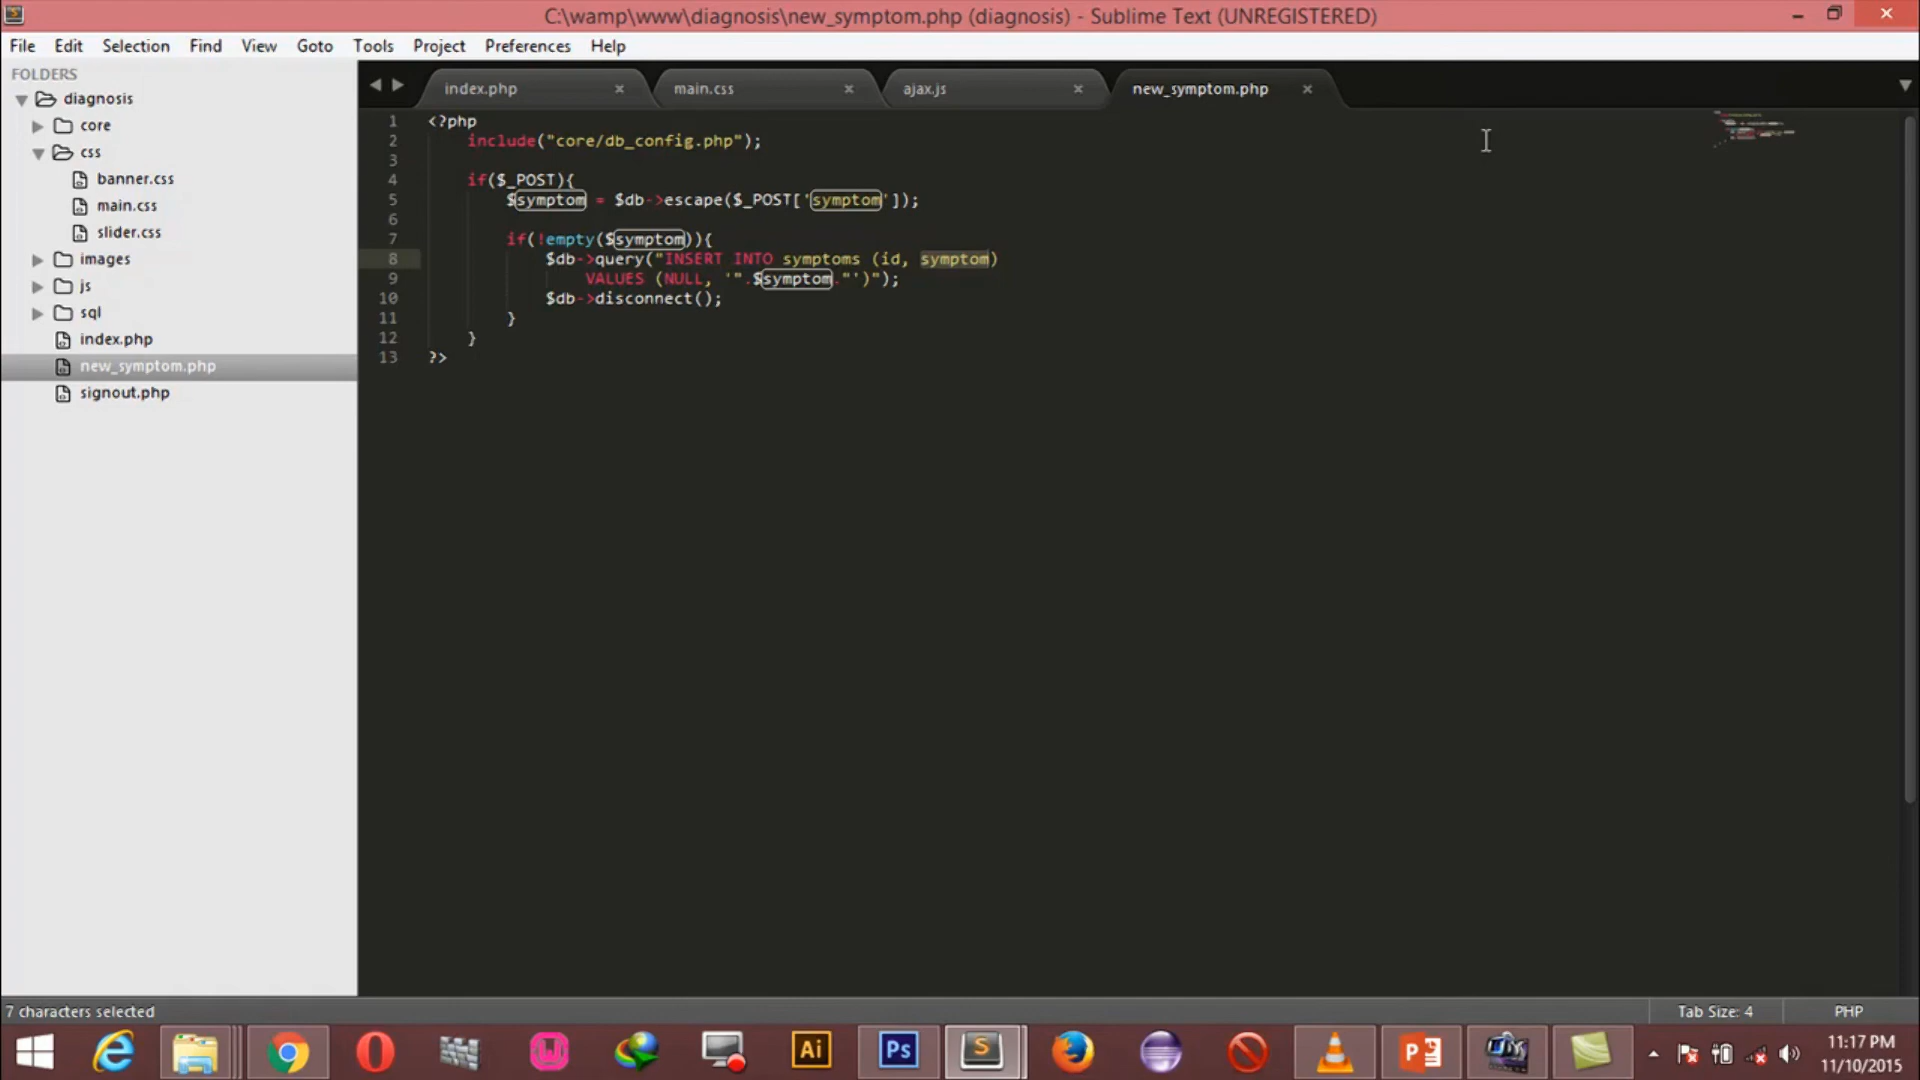 C:\wamp\www\diagnosis\new_symptom.php (diagnosis) - Sublime Text (UNREGISTERED)
File Edit Selection Find View Goto Tools Project Preferences Help
FOLDERS
diagnosis
core
css
banner.css
main.css
slider.css
images
js
sql
index.php
new_symptom.php
signout.php
index.php main.css ajax.js new_symptom.php
1 <?php
2 include("core/db_config.php");
3
4 if($_POST){
5 $symptom = $db->escape($_POST['symptom']);
6
7 if(!empty($symptom)){
8 $db->query("INSERT INTO symptoms (id, symptom)
9 VALUES (NULL, '".$symptom."')");
10 $db->disconnect();
11 }
12 }
13 ?>
7 characters selected
Tab Size: 4 PHP
Ai Ps S
11:17 PM
11/10/2015